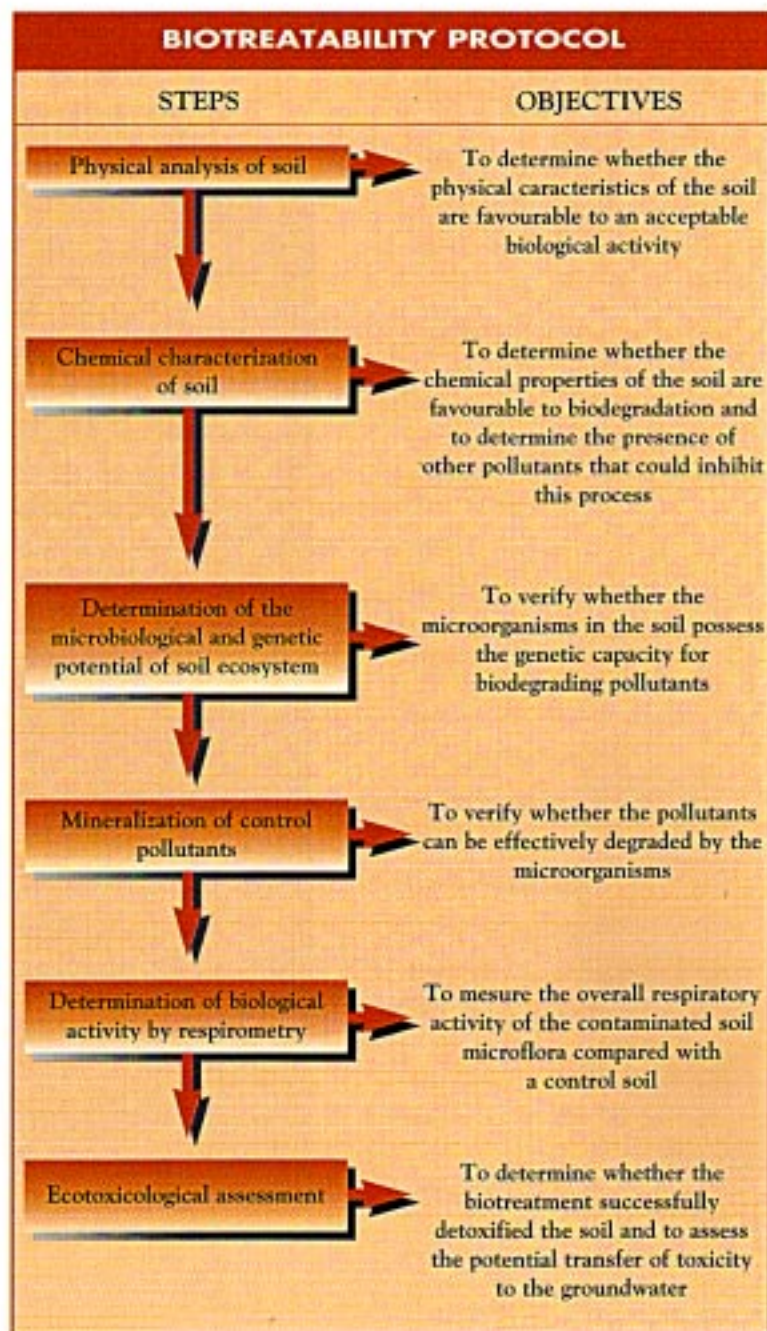 BIOTREATABILITY PROTOCOL
STEPS
OBJECTIVES
Physical analysis of soil
To determine whether the
physical caracteristics of the soil
are favourable to an acceptable
biological activity
Chemical characterization
of soil
To determine whether the
chemical properties of the soil are
favourable to biodegradation and
to determine the presence of
other pollutants that could inhibit
this process
Determination of the
microbiological and genetic
potential of soil ecosystem
To verify whether the
microorganisms in the soil possess
the genetic capacity for
biodegrading pollutants
Mineralization of control
pollutants
To verify whether the pollutants
can be effectively degraded by the
microorganisms
Determination of biological
activity by respirometry
To mesure the overall respiratory
activity of the contaminated soil
microflora compared with
a control soil
Ecotoxicological assessment
To determine whether the
biotreatment successfully
detoxified the soil and to assess
the potential transfer of toxicity
to the groundwater